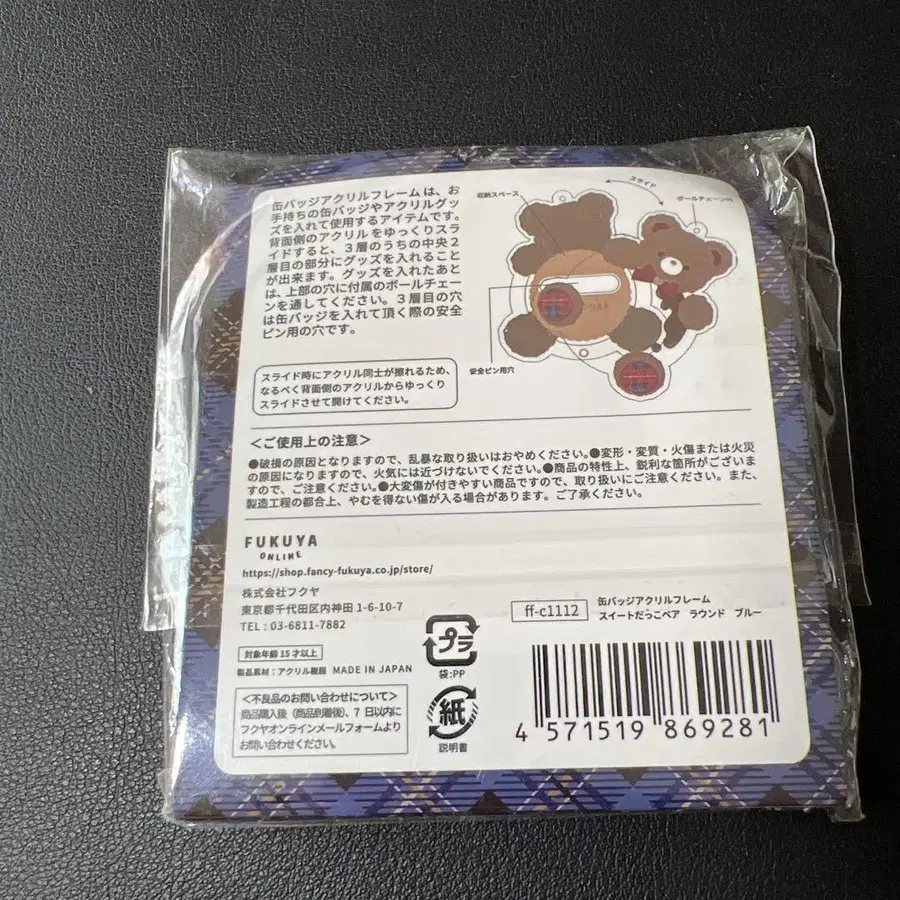 缶バッジアクリルフレームは、お
手持ちの缶バッジやアクリルグッズ
を入れて使用するアイテムです。
背面側のアクリルをゆっくりスラ
イドすると、3層のうちの中央2
層目の部分にグッズを入れること
が出来ます。グッズを入れたあと
は、上部の穴に付属のボールチェー
ンを通してください。3層目の穴
は缶バッジを入れて頂く際の安全
ピン用の穴です。
収納スペース
スライド
ボールチェーン穴
安全ピン用穴
スライド時にアクリル同士が擦れるため、
なるべく背面側のアクリルからゆっくり
スライドさせて開けてください。
<ご使用上の注意>
●破損の原因となりますので、乱暴な取り扱いはおやめください。●変形・変質・火傷または火災
の原因になりますので、火気には近づけないでください。●商品の特性上、鋭利な箇所がございま
すので、ご注意ください。●大変傷が付きやすい商品ですので、取り扱いにご注意ください。また、
製造工程の都合上、やむを得ない傷が入る場合があります。ご了承ください。
FUKUYA
ONLINE
https://shop.fancy-fukuya.co.jp/store/
株式会社フクヤ
東京都千代田区内神田 1-6-10-7
TEL : 03-6811-7882
対象年齢 15 才以上
製品素材:アクリル樹脂 MADE IN JAPAN
<不良品のお問い合わせについて>
商品購入後(商品到着後)、7 日以内に
フクヤオンラインメールフォームより
お問い合わせください。
プラ
袋:PP
紙
説明書
ff-c1112
缶バッジアクリルフレーム
スイートだっこベア ラウンド ブルー
4 571519 869281